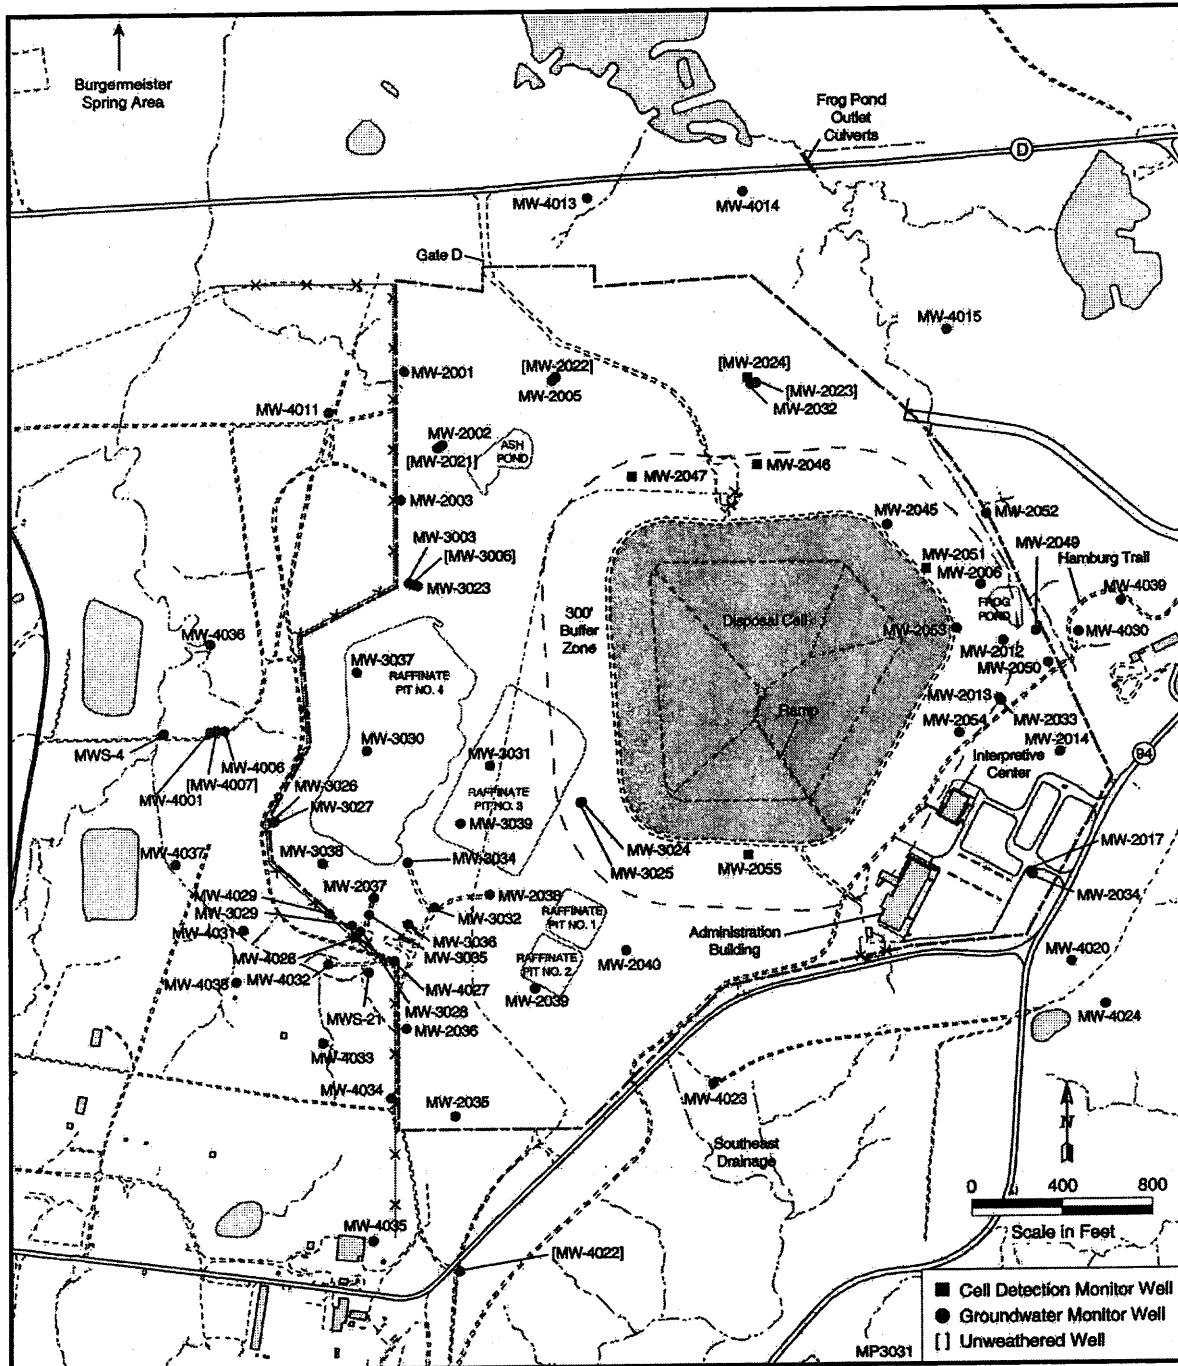 Burgermeister
Spring Area
Frog Pond
Outlet
Culverts
D
MW-4013
MW-4014
Gate D
MW-4015
[MW-2024]
[MW-2022]
MW-2001
MW-2005
[MW-2023]
MW-2032
MW-4011
MW-2002
[MW-2021]
ASH
POND
MW-2046
MW-2047
MW-2003
MW-2045
MW-2052
MW-2049
MW-3003
[MW-3006]
MW-3023
MW-2051
MW-2006
Hamburg Trail
MW-4039
FROG
POND
300'
Buffer
Zone
Disposal Cell
MW-2053
MW-4030
MW-4036
MW-2012
MW-2050
MW-3037
RAFFINATE
PIT NO. 4
MW-2013
Ramp
MW-2033
MW-2054
MW-2014
MWS-4
MW-3030
MW-3031
94
MW-4006
[MW-4007]
MW-4001
Interpretive
Center
MW-3026
MW-3027
RAFFINATE
PIT NO. 3
MW-3039
MW-2017
MW-3038
MW-3034
MW-3024
MW-3025
MW-2055
MW-4037
MW-2034
MW-2037
MW-2038
MW-4029
MW-3029
MW-3032
RAFFINATE
PIT NO. 1
MW-4031
MW-3036
Administration
Building
MW-4028
MW-3035
RAFFINATE
PIT NO. 2
MW-2040
MW-4020
MW-4038
MW-4032
MW-4027
MW-2039
MWS-21
MW-3028
MW-2036
MW-4024
MW-4033
MW-4034
MW-4023
MW-2035
N
Southeast
Drainage
0 400 800
Scale in Feet
MW-4035
[MW-4022]
Cell Detection Monitor Well
Groundwater Monitor Well
[ ] Unweathered Well
MP3031